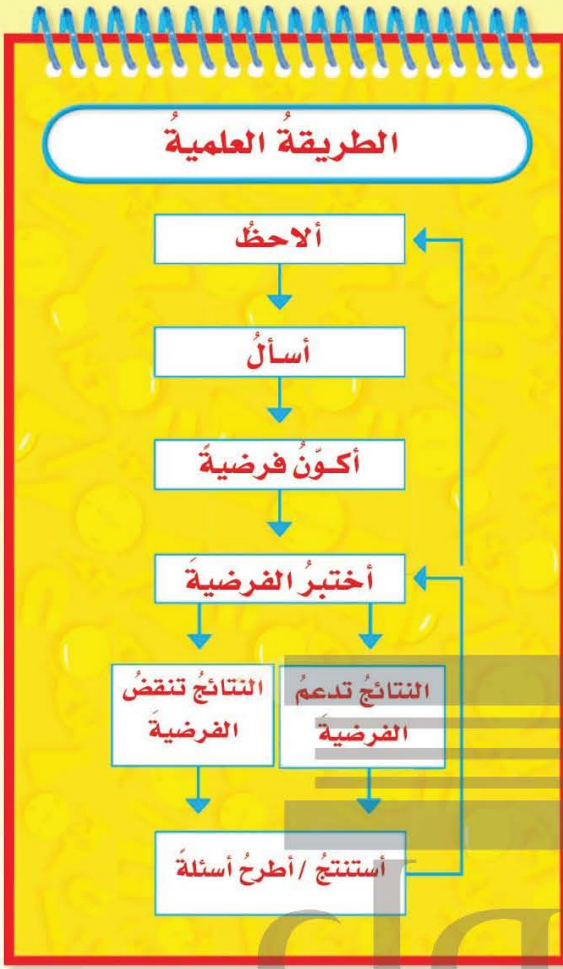 الطريقةُ العلميةُ
ألاحظُ
أسألُ
أكوّنُ فرضيةً
أختبرُ الفرضيةَ
النتائجُ تدعمُ
الفرضيةَ
النتائجُ تنقضُ
الفرضيةَ
أستنتجُ / أطرحُ أسئلةً